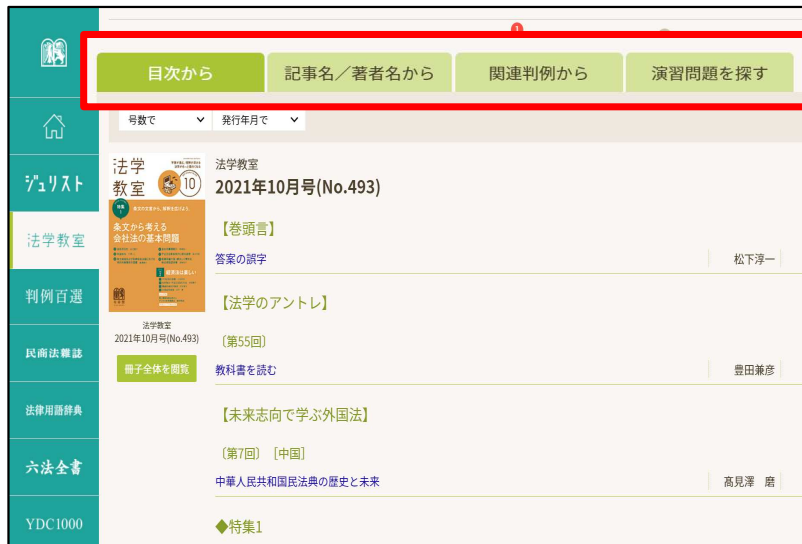 目次から
記事名／著者名から
関連判例から
演習問題を探す
号数で
発行年月で
ジュリスト
法学教室
判例百選
民商法雑誌
法律用語辞典
六法全書
YDC1000
法学
教室
10
特集
1
条文から考える
会社法の基本問題
法学教室
2021年10月号(No.493)
冊子全体を閲覧
法学教室
2021年10月号(No.493)
【巻頭言】
答案の誤字 松下淳一
【法学のアントレ】
〔第55回〕
教科書を読む 豊田兼彦
【未来志向で学ぶ外国法】
〔第7回〕［中国］
中華人民共和国民法典の歴史と未来 髙見澤　磨
◆特集1